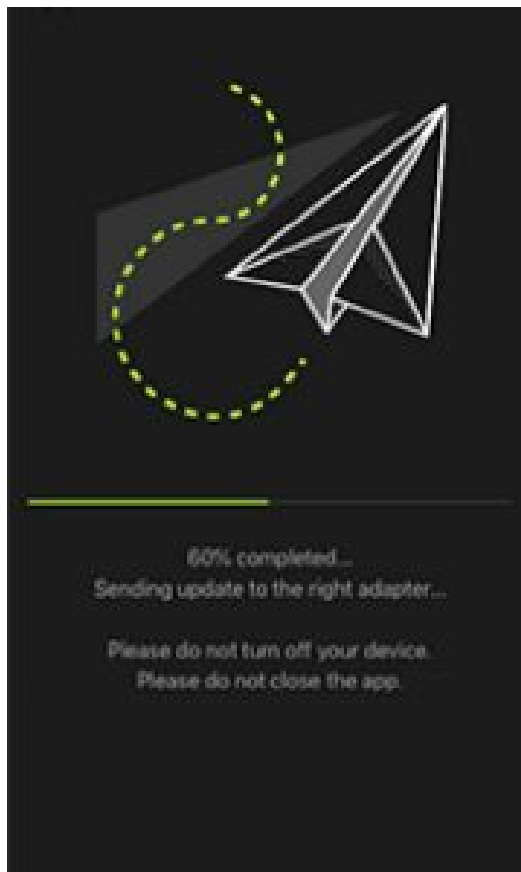 60% completed...
Sending update to the right adapter...
Please do not turn off your device.
Please do not close the app.